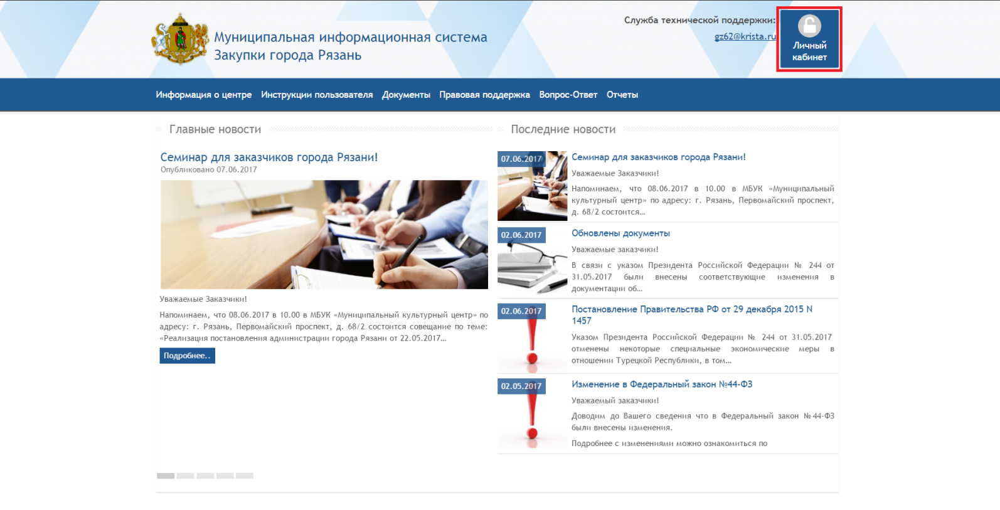 Муниципальная информационная система
Закупки города Рязань
Служба технической поддержки:
gz62@krista.ru
Личный
кабинет
Информация о центре Инструкции пользователя Документы Правовая поддержка Вопрос-Ответ Отчеты
Главные новости
Семинар для заказчиков города Рязани!
Опубликовано 07.06.2017
Уважаемые Заказчики!
Напоминаем, что 08.06.2017 в 10.00 в МБУК «Муниципальный культурный центр» по
адресу: г. Рязань, Первомайский проспект, д. 68/2 состоится совещание по теме:
«Реализация постановления администрации города Рязани от 22.05.2017…
Подробнее..
Последние новости
07.06.2017
Семинар для заказчиков города Рязани!
Уважаемые Заказчики!
Напоминаем, что 08.06.2017 в 10.00 в МБУК «Муниципальный
культурный центр» по адресу: г. Рязань, Первомайский проспект,
д. 68/2 состоится…
02.06.2017
Обновлены документы
Уважаемые заказчики!
В связи с указом Президента Российской Федерации № 244 от
31.05.2017 были внесены соответствующие изменения в
документации об…
02.06.2017
Постановление Правительства РФ от 29 декабря 2015 N
1457
Указом Президента Российской Федерации № 244 от 31.05.2017
отменены некоторые специальные экономические меры в
отношении Турецкой Республики, в том…
02.05.2017
Изменение в Федеральный закон №44-ФЗ
Уважаемый заказчики!
Доводим до Вашего сведения что в Федеральный закон №44-ФЗ
были внесены изменения.
Подробнее с изменениями можно ознакомиться по